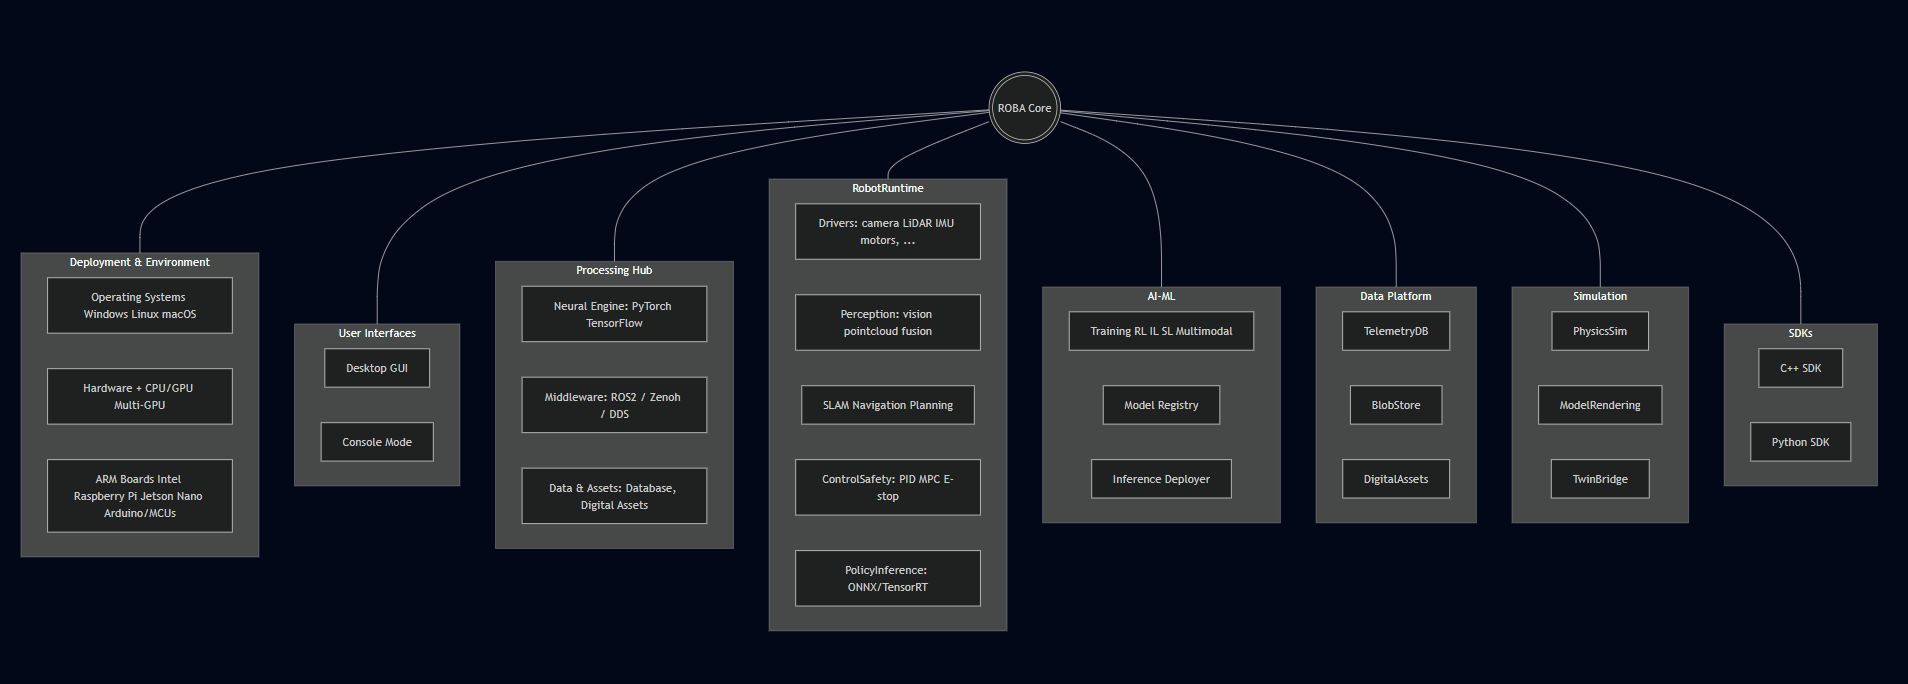 ROBA Core
Deployment & Environment
Operating Systems
Windows Linux macOS
Hardware + CPU/GPU
Multi-GPU
ARM Boards Intel
Raspberry Pi Jetson Nano
Arduino/MCUs
User Interfaces
Desktop GUI
Console Mode
Processing Hub
Neural Engine: PyTorch
TensorFlow
Middleware: ROS2 / Zenoh
/ DDS
Data & Assets: Database,
Digital Assets
RobotRuntime
Drivers: camera LiDAR IMU
motors, ...
Perception: vision
pointcloud fusion
SLAM Navigation Planning
ControlSafety: PID MPC E-
stop
PolicyInference:
ONNX/TensorRT
AI-ML
Training RL IL SL Multimodal
Model Registry
Inference Deployer
Data Platform
TelemetryDB
BlobStore
DigitalAssets
Simulation
PhysicsSim
ModelRendering
TwinBridge
SDKs
C++ SDK
Python SDK